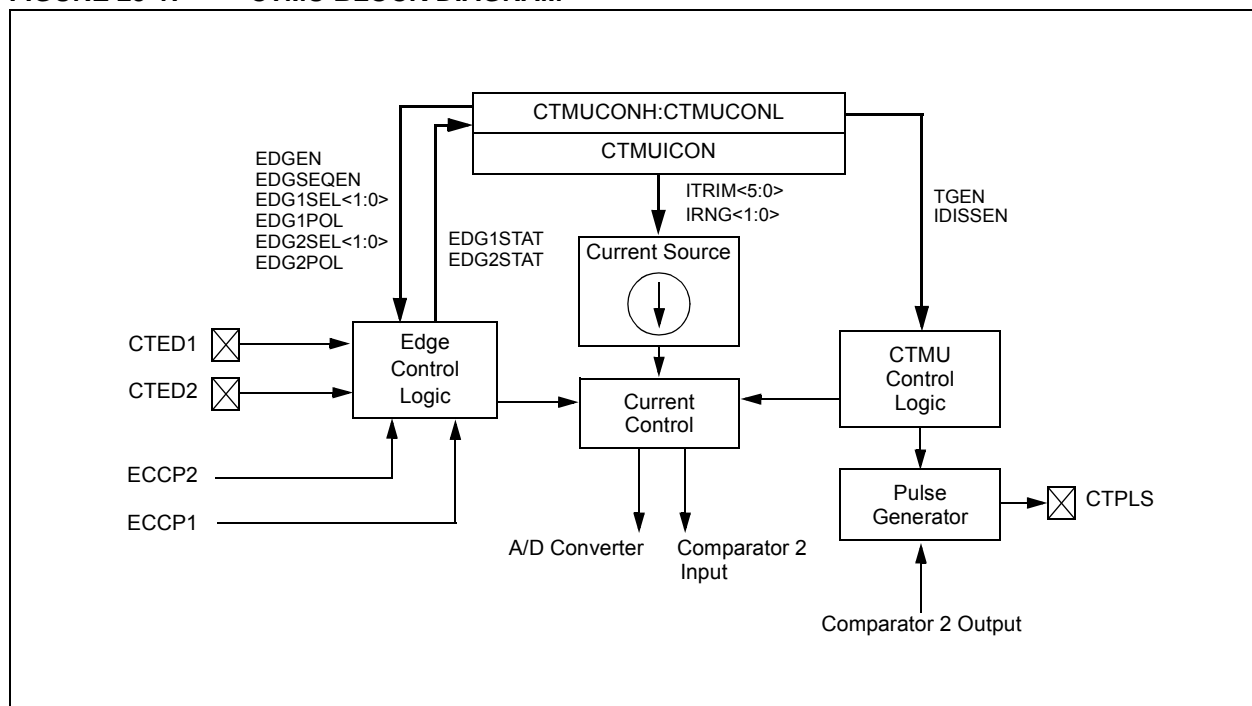 CTMUCONH:CTMUCONL
CTMUICON
EDGEN
EDGSEQEN
EDG1SEL<1:0>
EDG1POL
EDG2SEL<1:0>
EDG2POL
EDG1STAT
EDG2STAT
ITRIM<5:0>
IRNG<1:0>
TGEN
IDISSEN
Current Source
CTED1
CTED2
Edge
Control
Logic
Current
Control
CTMU
Control
Logic
ECCP2
ECCP1
Pulse
Generator
CTPLS
A/D Converter
Comparator 2
Input
Comparator 2 Output